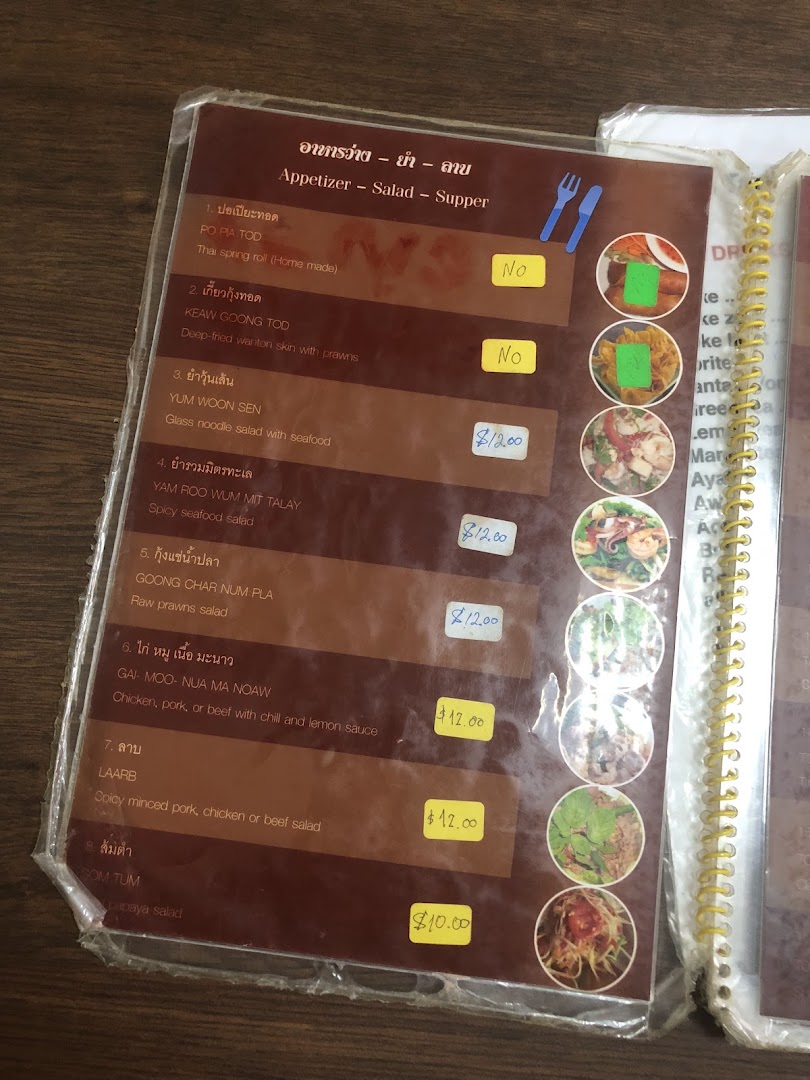 อาหารว่าง – ยำ – ลาบ
Appetizer – Salad – Supper
1. ปอเปียะทอด
PO PIA TOD
Thai spring roll (Home made)
NO
2. เกี๊ยวกุ้งทอด
KEAW GOONG TOD
Deep-fried wanton skin with prawns
NO
3. ยำวุ้นเส้น
YUM WOON SEN
Glass noodle salad with seafood
$12.00
4. ยำรวมมิตรทะเล
YAM ROO WUM MIT TALAY
Spicy seafood salad
$12.00
5. กุ้งแช่น้ำปลา
GOONG CHAR NUM PLA
Raw prawns salad
$12.00
6. ไก่ หมู เนื้อ มะนาว
GAI- MOO- NUA MA NOAW
Chicken, pork, or beef with chill and lemon sauce
$12.00
7. ลาบ
LAARB
Spicy minced pork, chicken or beef salad
$12.00
8. ส้มตำ
SOM TUM
papaya salad
$10.00